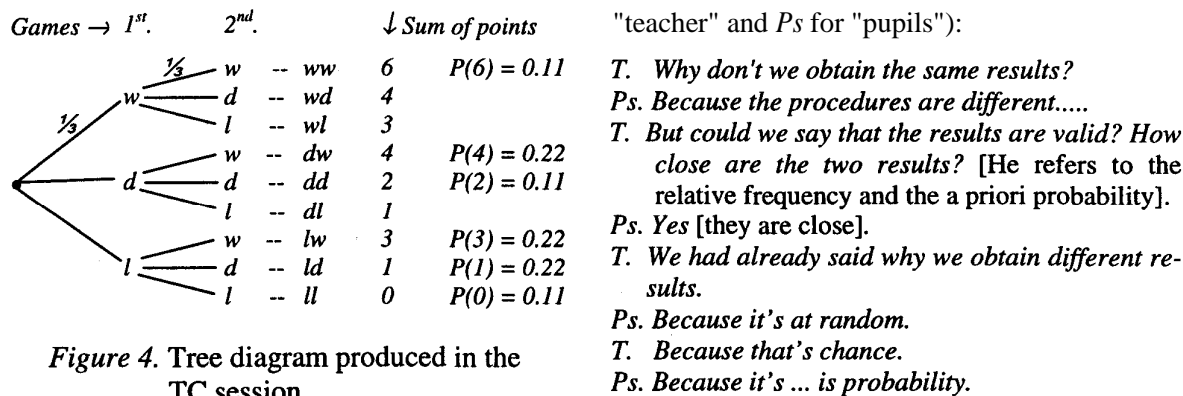 Games → 1st. 2nd. ↓ Sum of points
⅓ w -- ww 6 P(6) = 0.11
w d -- wd 4
⅓ l -- wl 3
w -- dw 4 P(4) = 0.22
d d -- dd 2 P(2) = 0.11
l -- dl 1
w -- lw 3 P(3) = 0.22
l d -- ld 1 P(1) = 0.22
l -- ll 0 P(0) = 0.11
Figure 4. Tree diagram produced in the
TC session
"teacher" and Ps for "pupils"):
T. Why don't we obtain the same results?
Ps. Because the procedures are different.....
T. But could we say that the results are valid? How
close are the two results? [He refers to the
relative frequency and the a priori probability].
Ps. Yes [they are close].
T. We had already said why we obtain different re-
sults.
Ps. Because it's at random.
T. Because that's chance.
Ps. Because it's ... is probability.